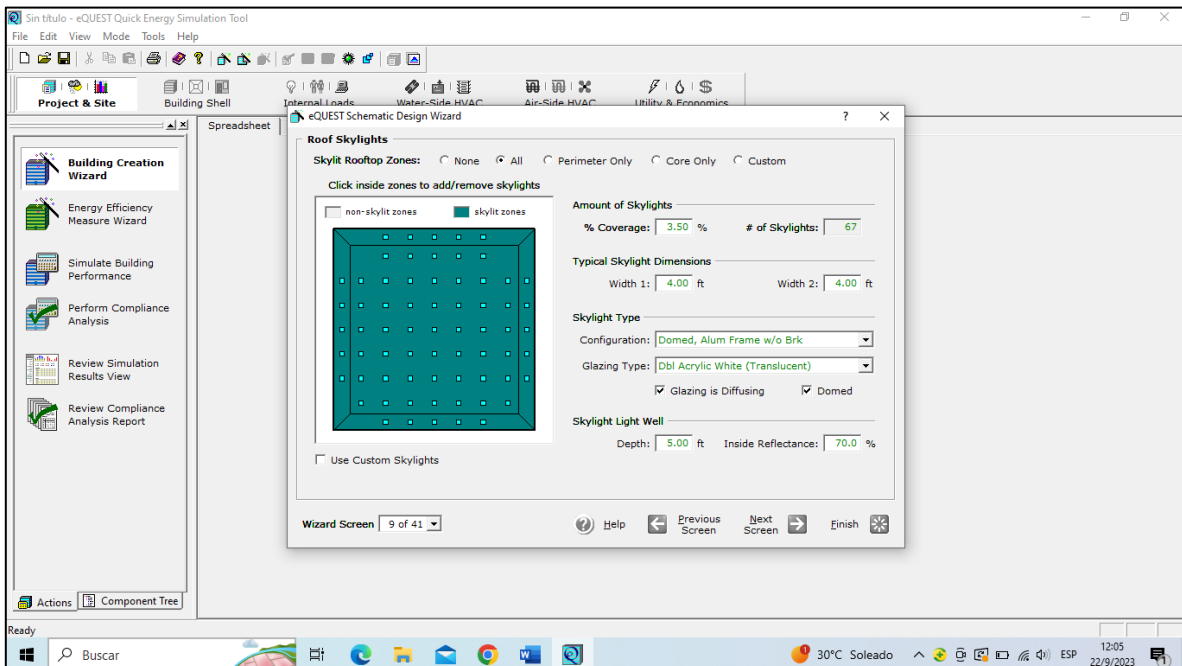 Sin título - eQUEST Quick Energy Simulation Tool
File Edit View Mode Tools Help
Project & Site Building Shell Internal Loads Water-Side HVAC Air-Side HVAC Utility & Economics
Spreadsheet
Building Creation
Wizard
Energy Efficiency
Measure Wizard
Simulate Building
Performance
Perform Compliance
Analysis
Review Simulation
Results View
Review Compliance
Analysis Report
Actions Component Tree
eQUEST Schematic Design Wizard ?
Roof Skylights
Skylit Rooftop Zones: None All Perimeter Only Core Only Custom
Click inside zones to add/remove skylights
non-skylit zones skylit zones
Use Custom Skylights
Amount of Skylights
% Coverage: 3.50 % # of Skylights: 67
Typical Skylight Dimensions
Width 1: 4.00 ft Width 2: 4.00 ft
Skylight Type
Configuration: Domed, Alum Frame w/o Brk
Glazing Type: Dbl Acrylic White (Translucent)
Glazing is Diffusing Domed
Skylight Light Well
Depth: 5.00 ft Inside Reflectance: 70.0 %
Wizard Screen 9 of 41 Help Previous Screen Next Screen Finish
Ready
Buscar 30°C Soleado ESP 12:05
22/9/2023